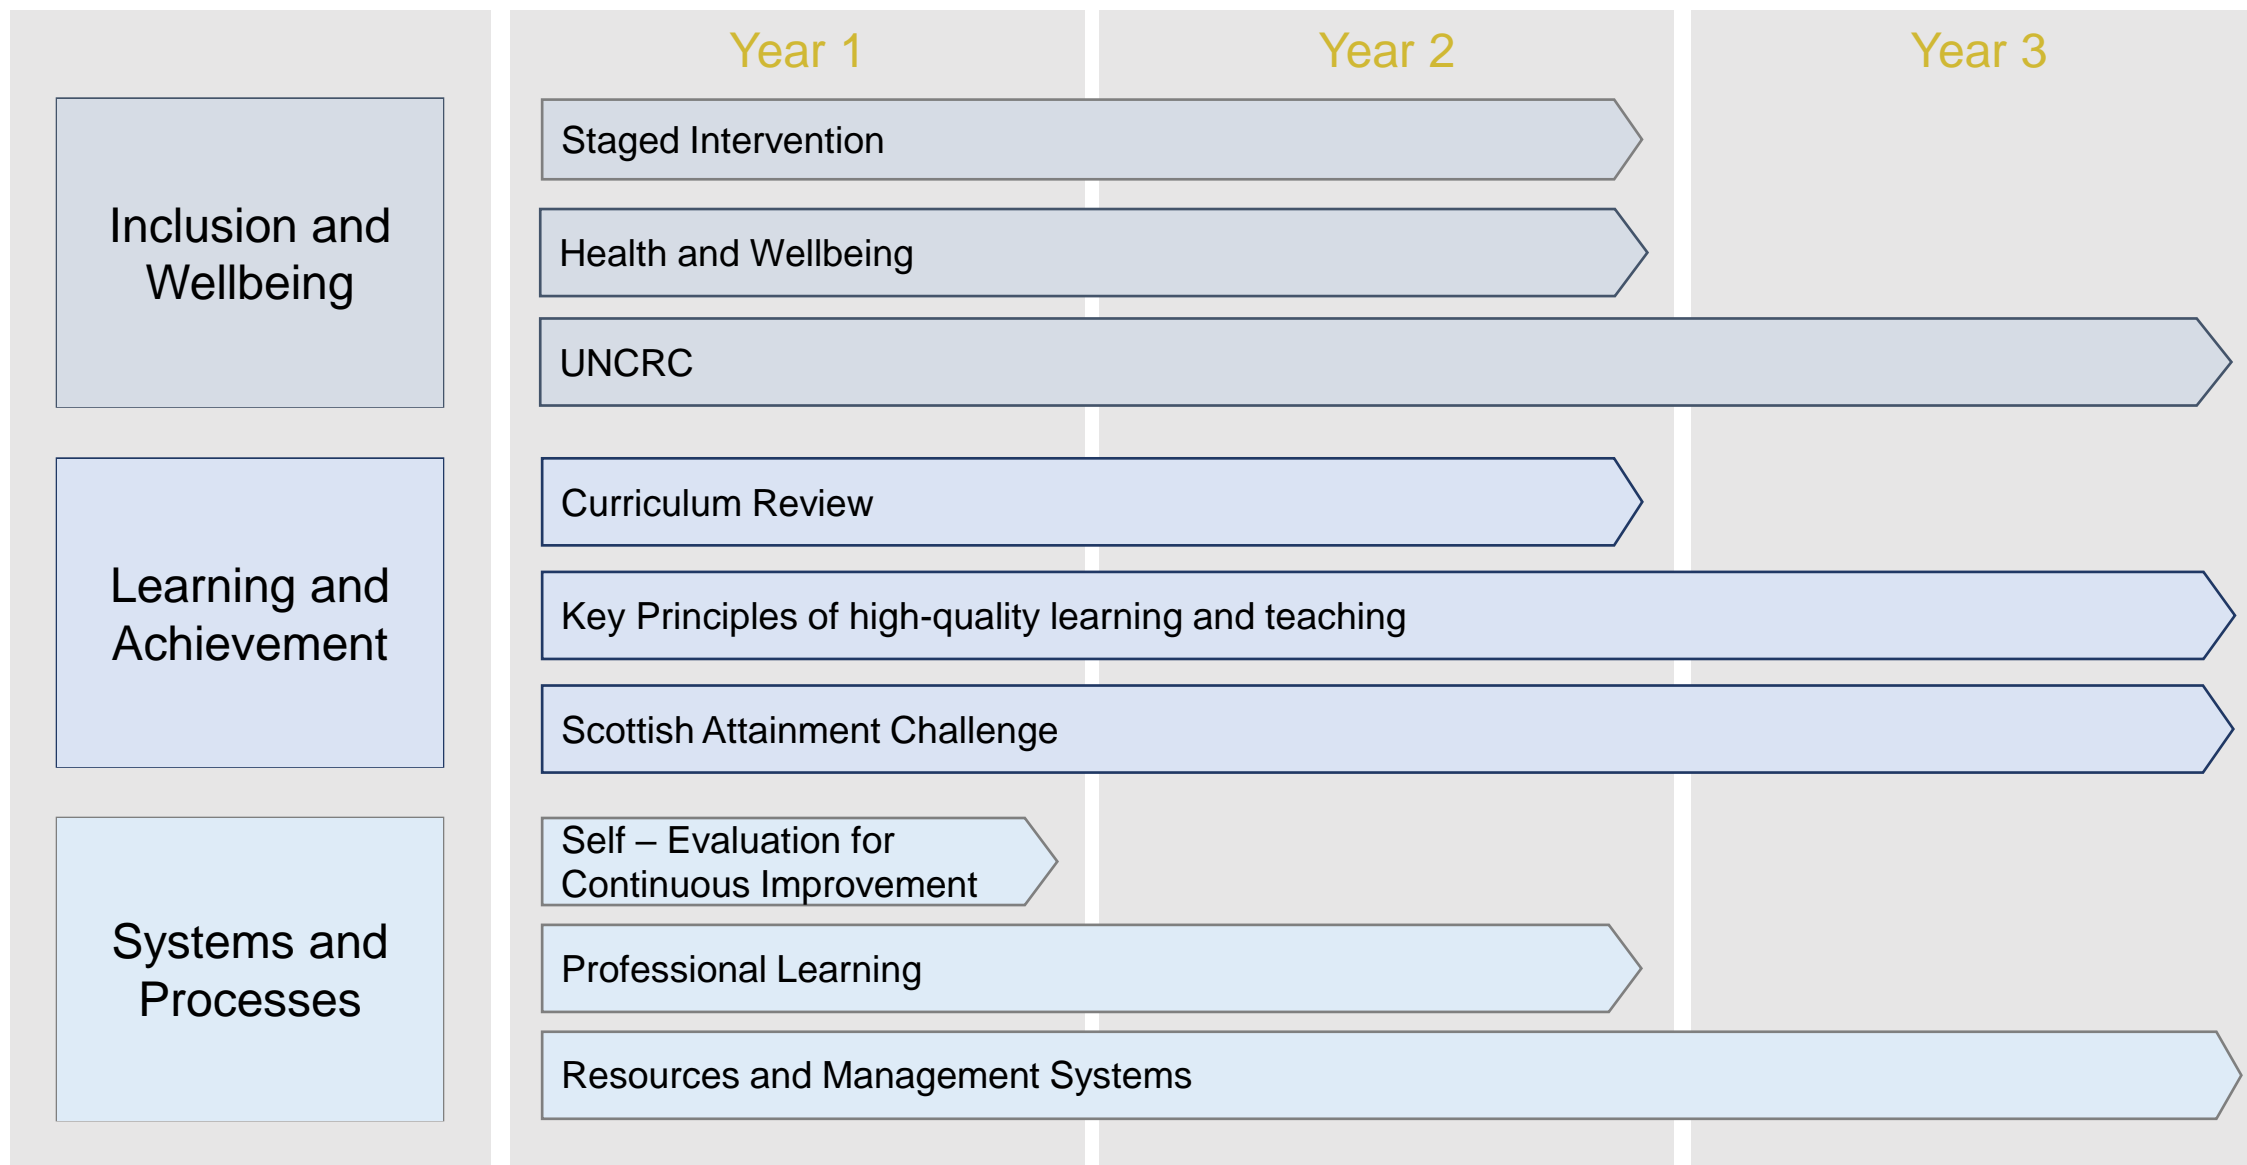 Year 1
Year 2
Year 3
Inclusion and
Wellbeing
Staged Intervention
Health and Wellbeing
UNCRC
Learning and
Achievement
Curriculum Review
Key Principles of high-quality learning and teaching
Scottish Attainment Challenge
Systems and
Processes
Self – Evaluation for
Continuous Improvement
Professional Learning
Resources and Management Systems